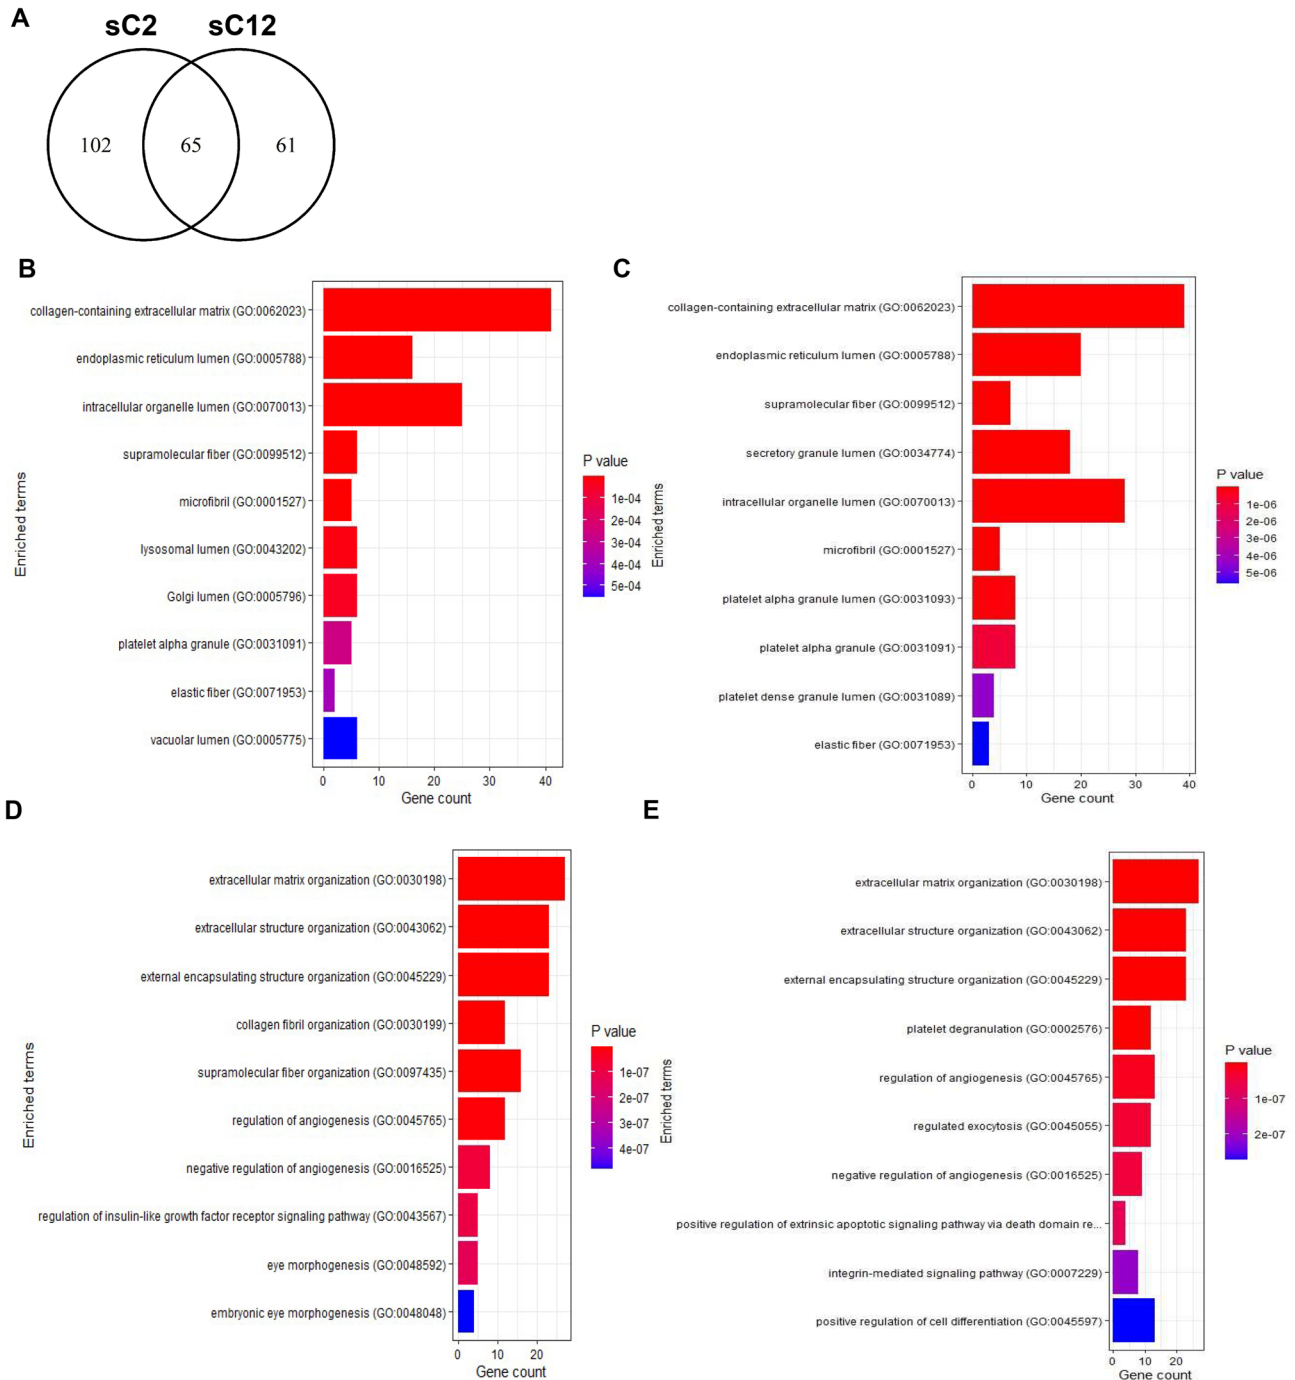 A
sC2
sC12
102
65
61
B
Enriched terms
collagen-containing extracellular matrix (GO:0062023)
endoplasmic reticulum lumen (GO:0005788)
intracellular organelle lumen (GO:0070013)
supramolecular fiber (GO:0099512)
microfibril (GO:0001527)
lysosomal lumen (GO:0043202)
Golgi lumen (GO:0005796)
platelet alpha granule (GO:0031091)
elastic fiber (GO:0071953)
vacuolar lumen (GO:0005775)
0 10 20 30 40
Gene count
P value
1e-04
2e-04
3e-04
4e-04
5e-04
C
Enriched terms
collagen-containing extracellular matrix (GO:0062023)
endoplasmic reticulum lumen (GO:0005788)
supramolecular fiber (GO:0099512)
secretory granule lumen (GO:0034774)
intracellular organelle lumen (GO:0070013)
microfibril (GO:0001527)
platelet alpha granule lumen (GO:0031093)
platelet alpha granule (GO:0031091)
platelet dense granule lumen (GO:0031089)
elastic fiber (GO:0071953)
0 10 20 30 40
Gene count
P value
1e-06
2e-06
3e-06
4e-06
5e-06
D
Enriched terms
extracellular matrix organization (GO:0030198)
extracellular structure organization (GO:0043062)
external encapsulating structure organization (GO:0045229)
collagen fibril organization (GO:0030199)
supramolecular fiber organization (GO:0097435)
regulation of angiogenesis (GO:0045765)
negative regulation of angiogenesis (GO:0016525)
regulation of insulin-like growth factor receptor signaling pathway (GO:0043567)
eye morphogenesis (GO:0048592)
embryonic eye morphogenesis (GO:0048048)
0 10 20
Gene count
P value
1e-07
2e-07
3e-07
4e-07
E
Enriched terms
extracellular matrix organization (GO:0030198)
extracellular structure organization (GO:0043062)
external encapsulating structure organization (GO:0045229)
platelet degranulation (GO:0002576)
regulation of angiogenesis (GO:0045765)
regulated exocytosis (GO:0045055)
negative regulation of angiogenesis (GO:0016525)
positive regulation of extrinsic apoptotic signaling pathway via death domain re...
integrin-mediated signaling pathway (GO:0007229)
positive regulation of cell differentiation (GO:0045597)
0 10 20
Gene count
P value
1e-07
2e-07